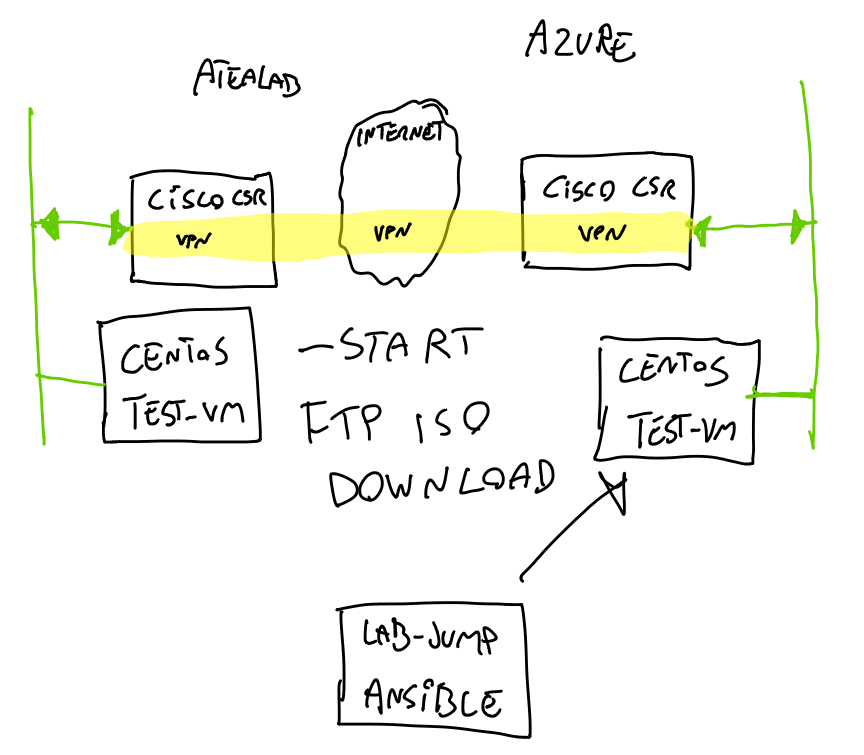 AZURE
ATEALAB
INTERNET
CISCO CSR
VPN
VPN
CISCO CSR
VPN
CENTOS
TEST-VM
-START
FTP ISO
DOWNLOAD
CENTOS
TEST-VM
LAB-JUMP
ANSIBLE